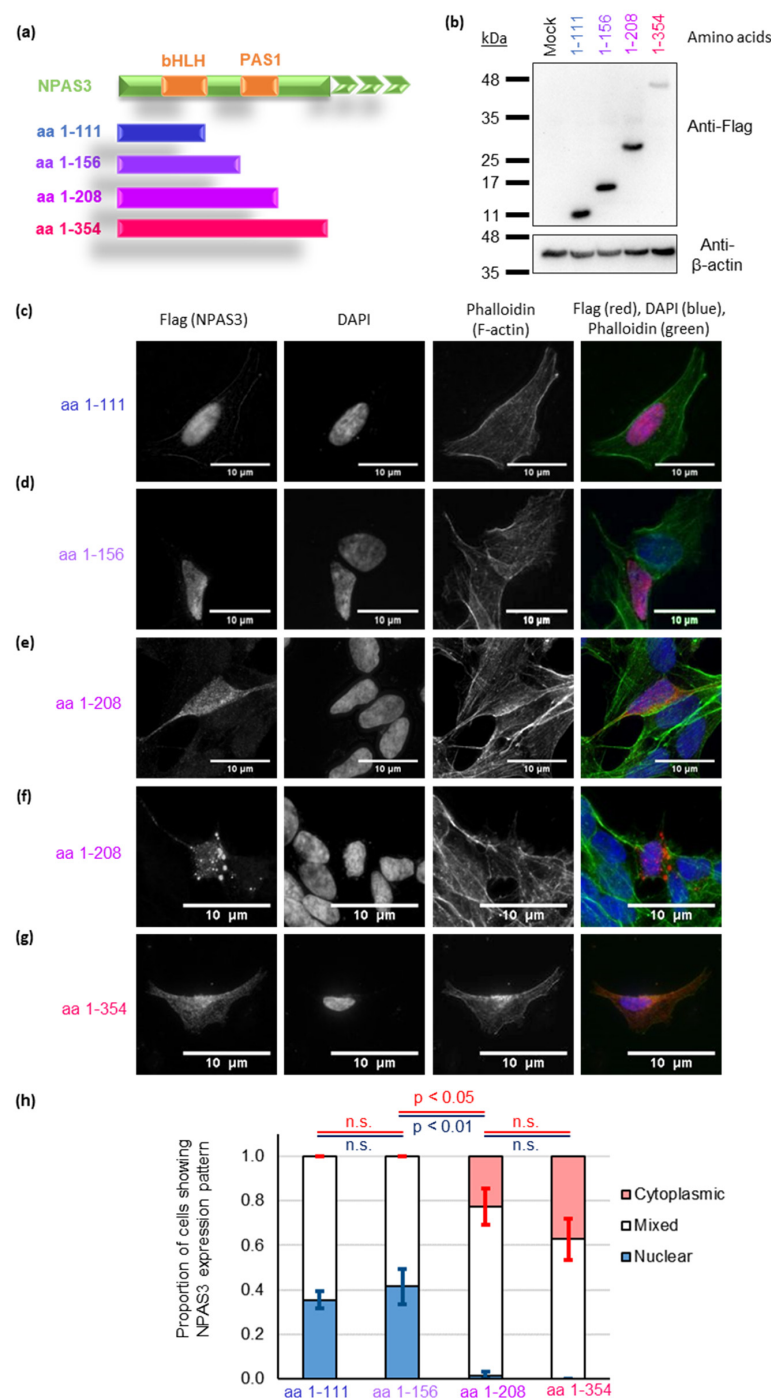 (a)
bHLH PAS1
NPAS3
aa 1-111
aa 1-156
aa 1-208
aa 1-354
(b)
kDa Mock 1-111 1-156 1-208 1-354 Amino acids
48
35
25
17
11
Anti-Flag
48
35
Anti-
β-actin
(c)
Flag (NPAS3) DAPI Phalloidin
(F-actin) Flag (red), DAPI (blue),
Phalloidin (green)
aa 1-111
10 µm 10 µm 10 µm 10 µm
(d)
aa 1-156
10 µm 10 µm 10 µm 10 µm
(e)
aa 1-208
10 µm 10 µm 10 µm 10 µm
(f)
aa 1-208
10 µm 10 µm 10 µm 10 µm
(g)
aa 1-354
10 µm 10 µm 10 µm 10 µm
(h)
p < 0.05
n.s. p < 0.01 n.s.
n.s. n.s.
Proportion of cells showing
NPAS3 expression pattern
1.0
0.8
0.6
0.4
0.2
0.0
Cytoplasmic
Mixed
Nuclear
aa 1-111 aa 1-156 aa 1-208 aa 1-354